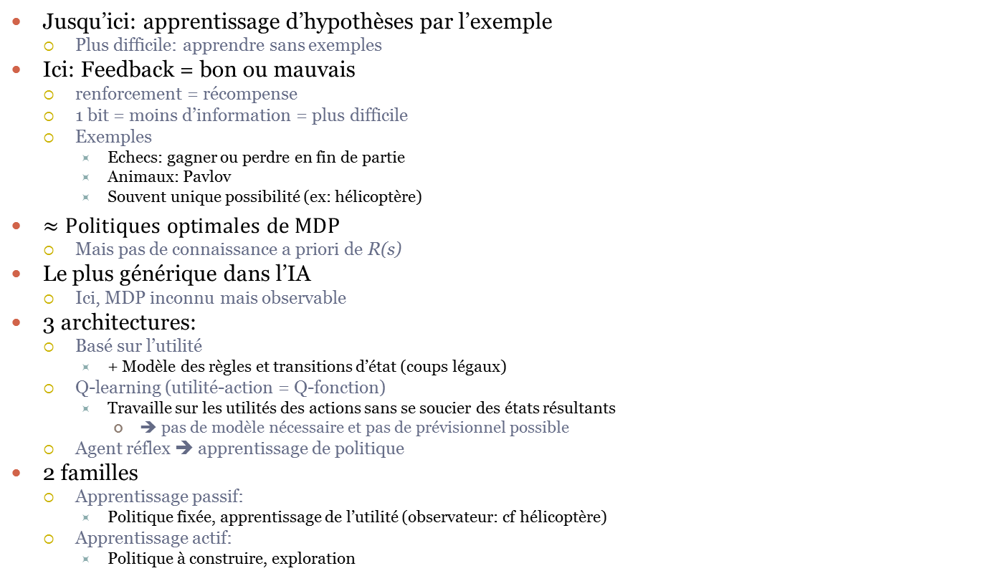 Jusqu’ici: apprentissage d’hypothèses par l’exemple
Plus difficile: apprendre sans exemples
Ici: Feedback = bon ou mauvais
renforcement = récompense
1 bit = moins d’information = plus difficile
Exemples
Echecs: gagner ou perdre en fin de partie
Animaux: Pavlov
Souvent unique possibilité (ex: hélicoptère)
≈ Politiques optimales de MDP
Mais pas de connaissance a priori de R(s)
Le plus générique dans l’IA
Ici, MDP inconnu mais observable
3 architectures:
Basé sur l’utilité
+ Modèle des règles et transitions d’état (coups légaux)
Q-learning (utilité-action = Q-fonction)
Travaille sur les utilités des actions sans se soucier des états résultants
➔ pas de modèle nécessaire et pas de prévisionnel possible
Agent réflex ➔ apprentissage de politique
2 familles
Apprentissage passif:
Politique fixée, apprentissage de l’utilité (observateur: cf hélicoptère)
Apprentissage actif:
Politique à construire, exploration